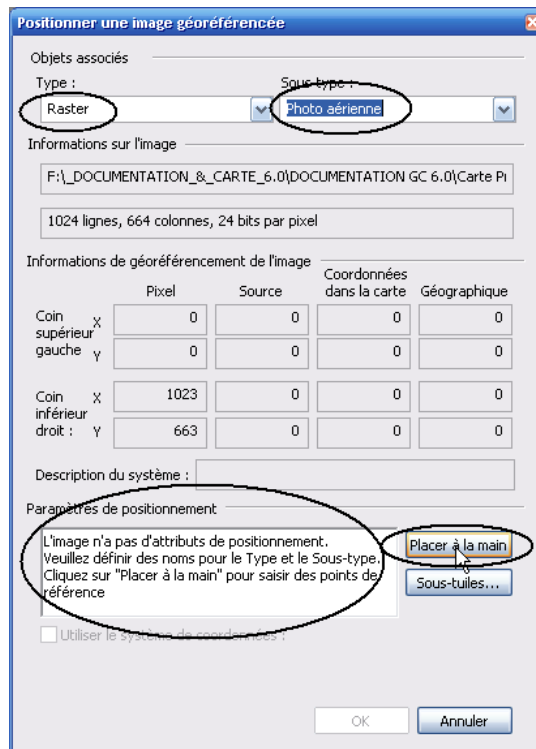 Positionner une image géoréférencée
Objets associés
Type : Sous-type :
Raster Photo aérienne
Informations sur l'image
F:\_DOCUMENTATION_&_CARTE_6.0\DOCUMENTATION GC 6.0\Carte Pi
1024 lignes, 664 colonnes, 24 bits par pixel
Informations de géoréférencement de l'image
Pixel Source Coordonnées dans la carte Géographique
Coin supérieur gauche X 0 0 0 0
Y 0 0 0 0
Coin inférieur droit : X 1023 0 0 0
Y 663 0 0 0
Description du système :
Paramètres de positionnement
L'image n'a pas d'attributs de positionnement.
Veuillez définir des noms pour le Type et le Sous-type.
Cliquez sur "Placer à la main" pour saisir des points de
référence
Placer à la main
Sous-tuiles...
Utiliser le système de coordonnées :
OK Annuler